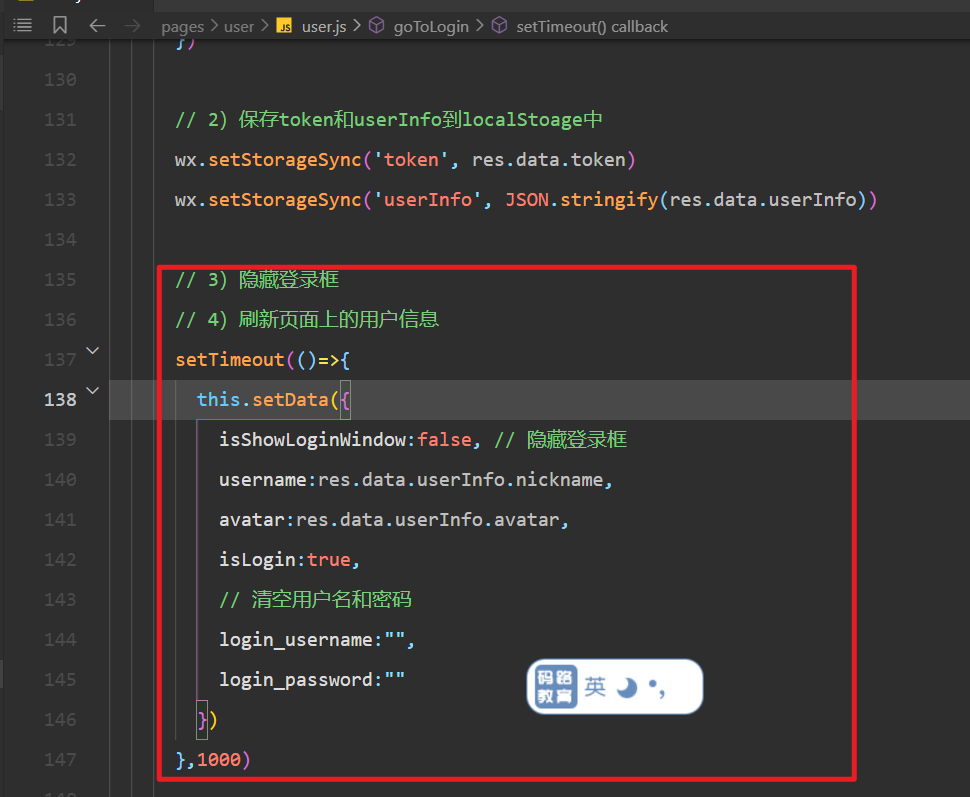 pages > user > JS user.js > goToLogin > setTimeout() callback
129 })
130
131 // 2) 保存token和userInfo到localStoage中
132 wx.setStorageSync('token', res.data.token)
133 wx.setStorageSync('userInfo', JSON.stringify(res.data.userInfo))
134
135 // 3) 隐藏登录框
136 // 4) 刷新页面上的用户信息
137 setTimeout(()=>{
138 this.setData({
139 isShowLoginWindow:false, // 隐藏登录框
140 username:res.data.userInfo.nickname,
141 avatar:res.data.userInfo.avatar,
142 isLogin:true,
143 // 清空用户名和密码
144 login_username:"",
145 login_password:""
码路教育 英
146 })
147 },1000)